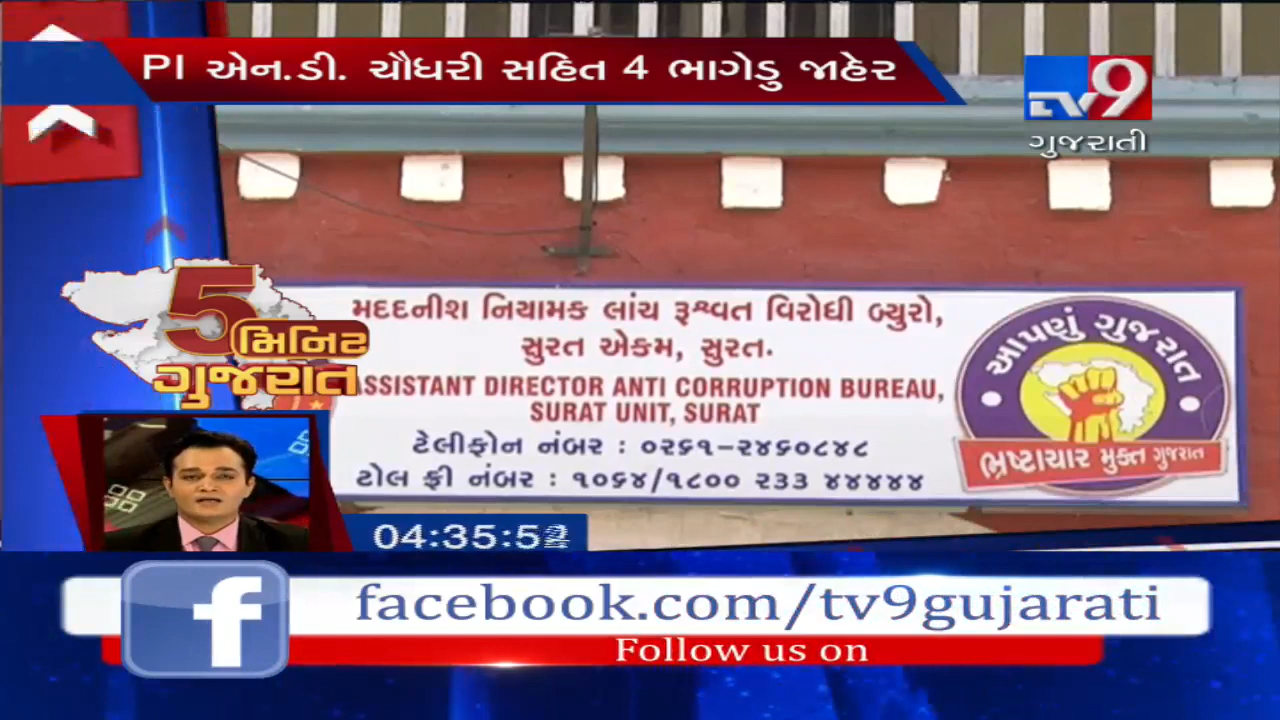 PI એન.ડી. ચૌધરી સહિત 4 ભાગેડુ જાહેર
TV9
ગુજરાતી
5
મિનિટ
ગુજરાત
મદદનીશ નિયામક લાંચ રૂશ્વત વિરોધી બ્યુરો,
સુરત એકમ, સુરત.
ASSISTANT DIRECTOR ANTI CORRUPTION BUREAU,
SURAT UNIT, SURAT
ટેલીફોન નંબર : ૦૨૬૧-૨૪૬૦૮૪૮
ટોલ ફ્રી નંબર : ૧૦૬૪/૧૮૦૦ ૨૩૩ ૪૪૪૪૪
આપણું ગુજરાત
ભ્રષ્ટાચાર મુક્ત ગુજરાત
04:35:52
f facebook.com/tv9gujarati
Follow us on